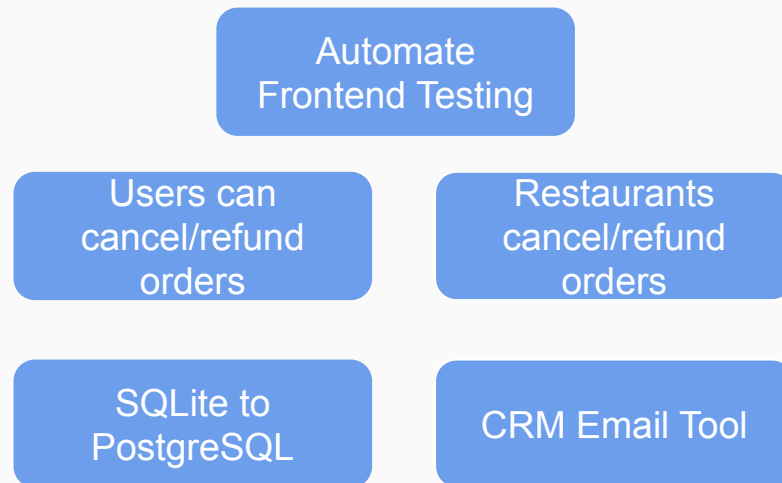 Automate
Frontend Testing
Users can
cancel/refund
orders
Restaurants
cancel/refund
orders
SQLite to
PostgreSQL
CRM Email Tool